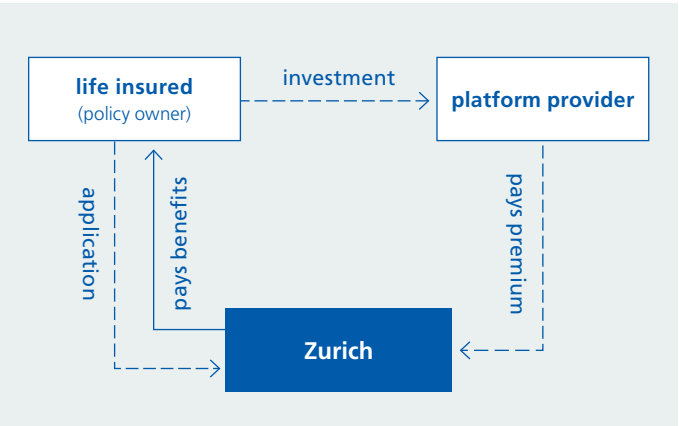 life insured
(policy owner)
investment
platform provider
application
pays benefits
pays premium
Zurich